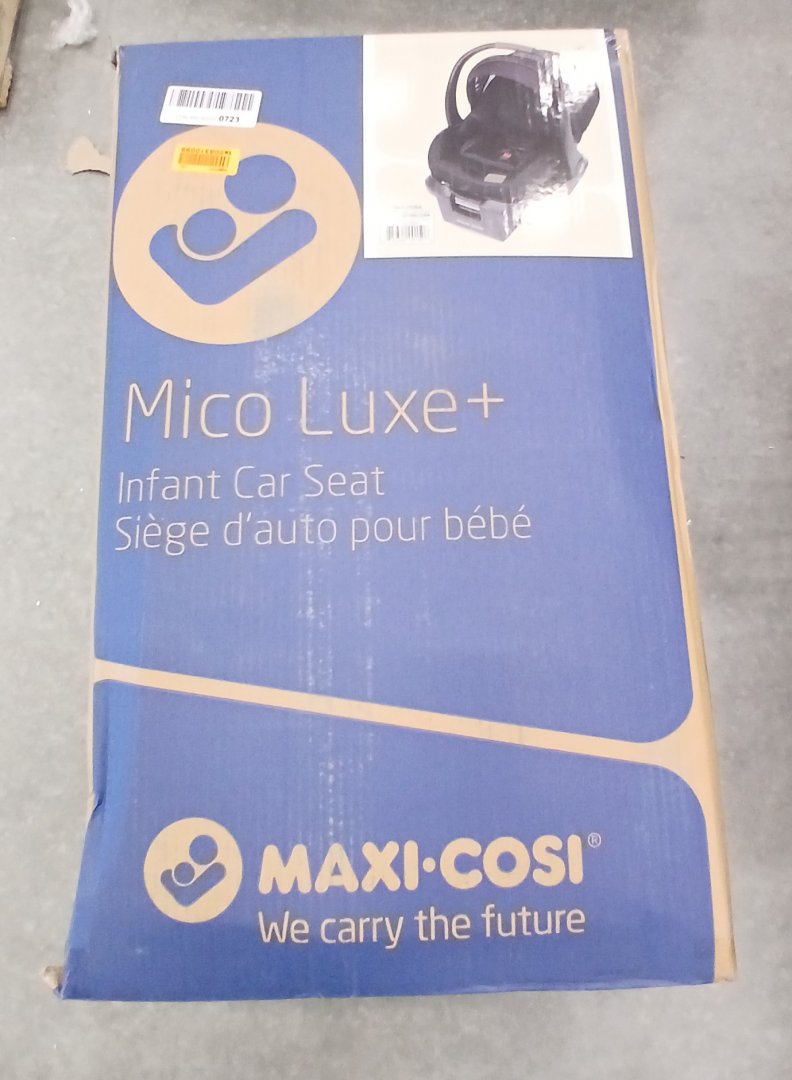 0723
Mico Luxe+
Infant Car Seat
Siège d'auto pour bébé
MAXI•COSI®
We carry the future